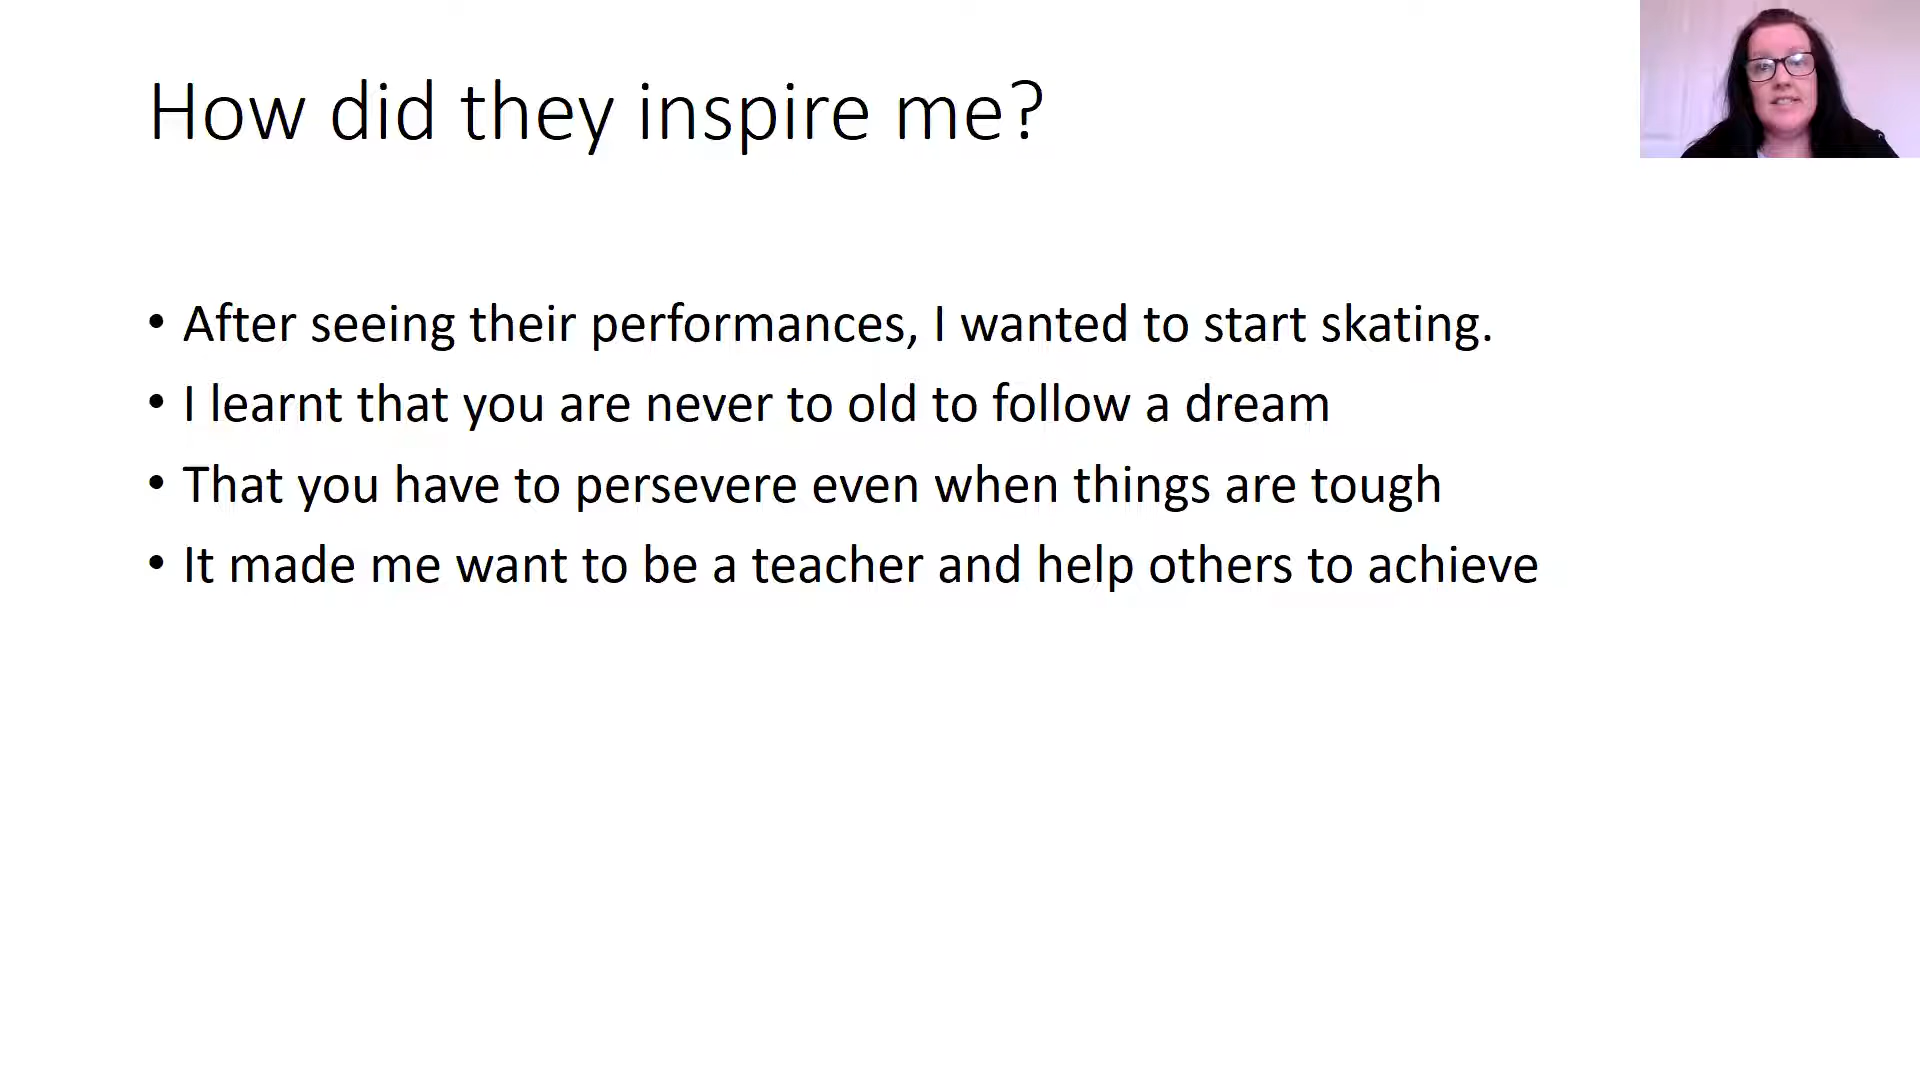 How did they inspire me?
• After seeing their performances, I wanted to start skating.
• I learnt that you are never to old to follow a dream
• That you have to persevere even when things are tough
• It made me want to be a teacher and help others to achieve